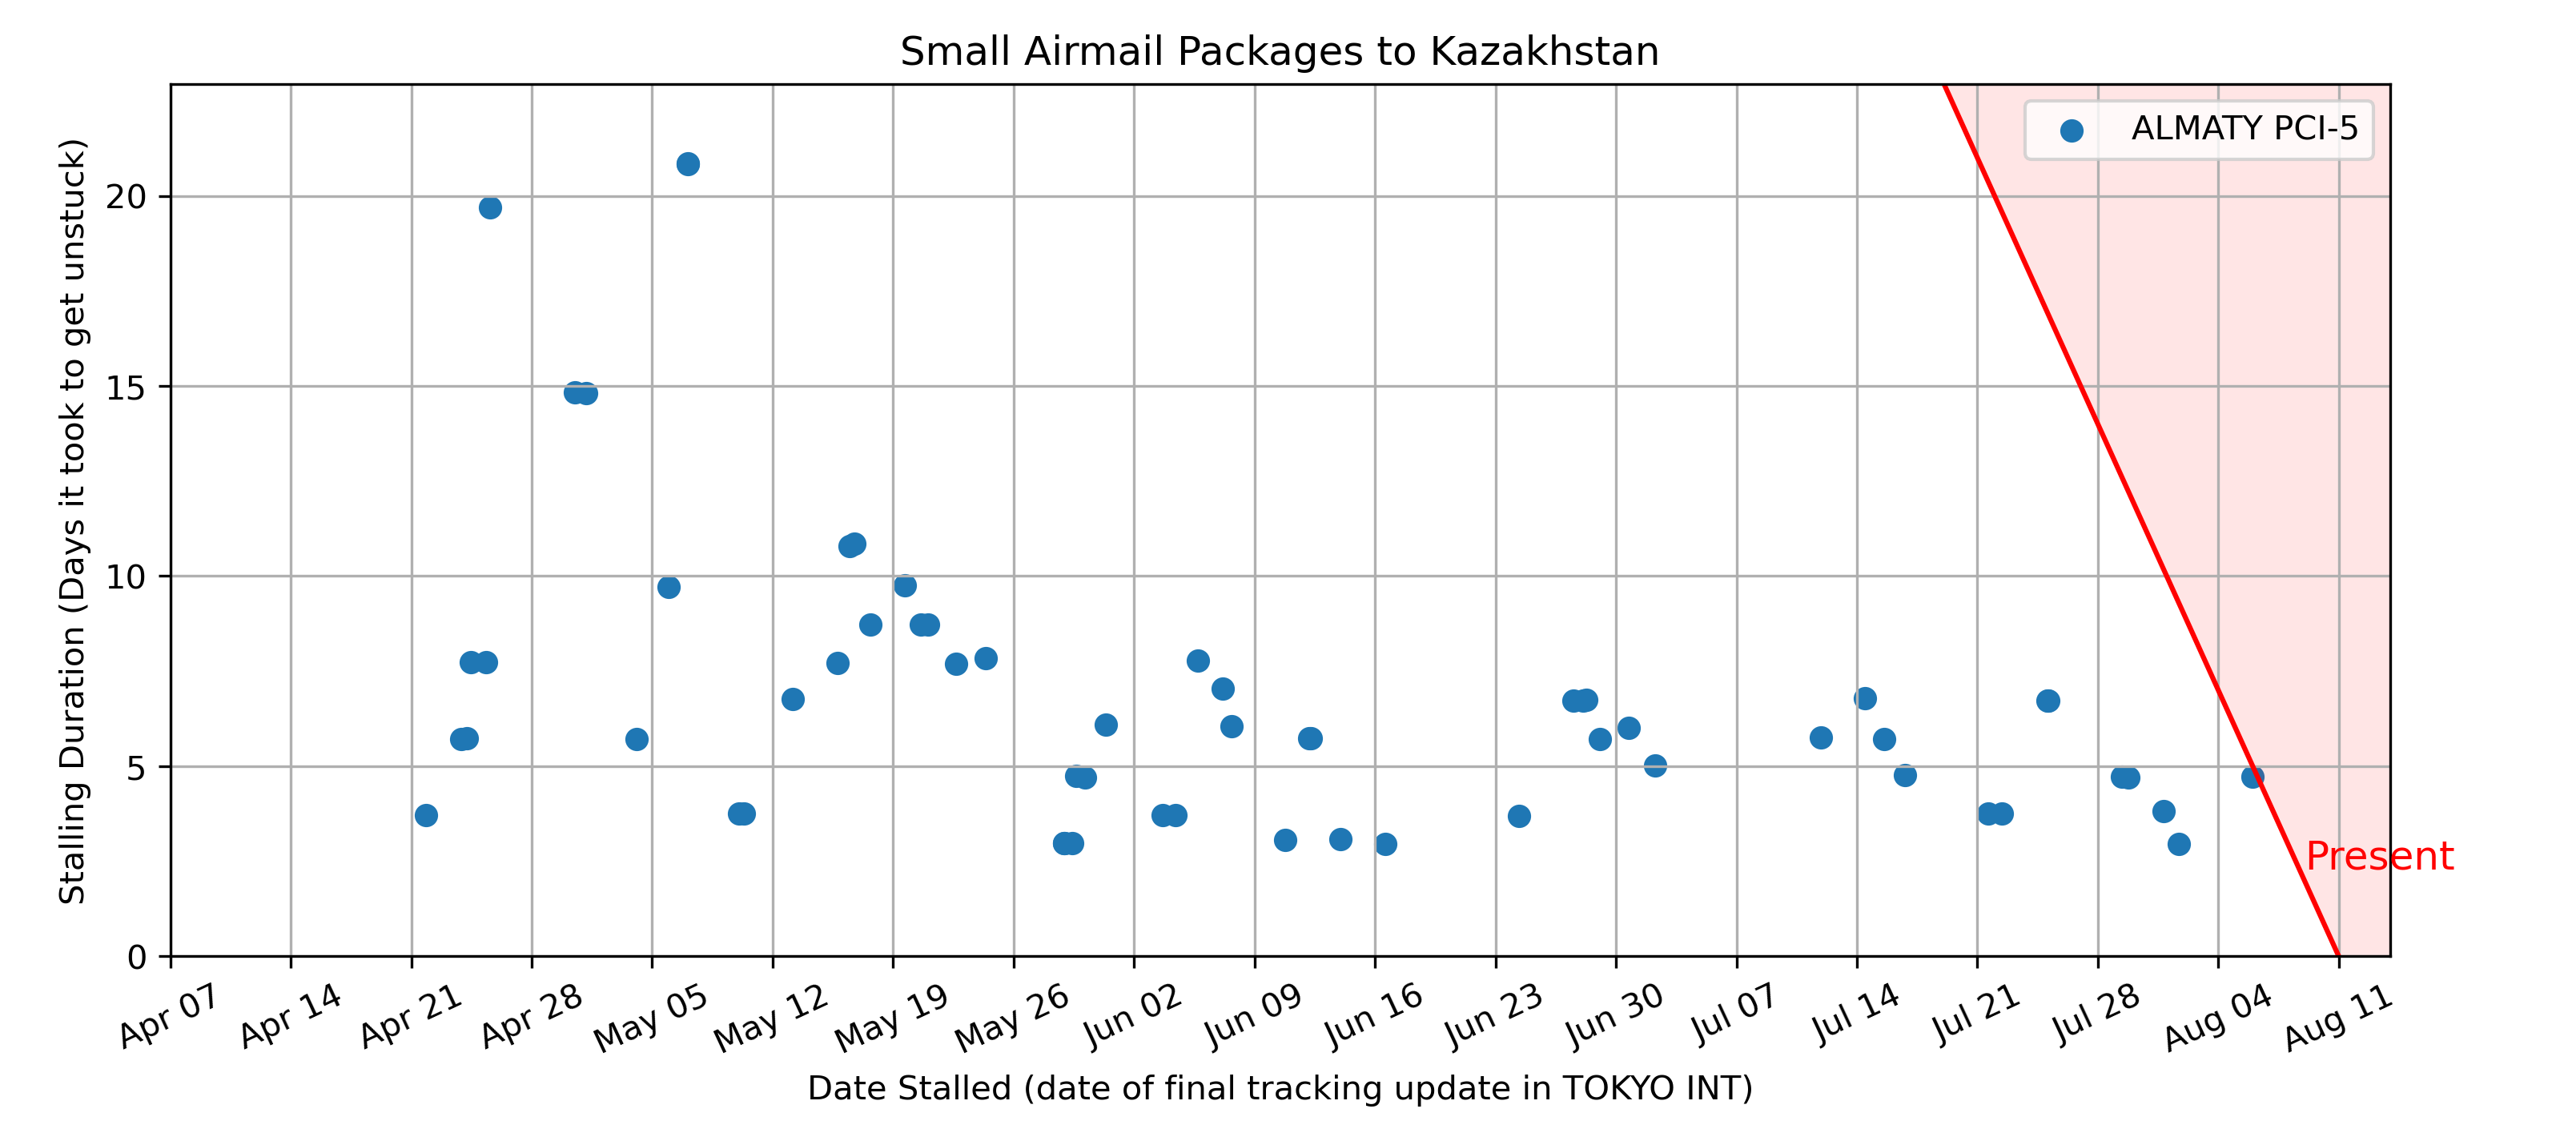 Small Airmail Packages to Kazakhstan
ALMATY PCI-5
Stalling Duration (Days it took to get unstuck)
20
15
10
5
0
Present
Apr 07
Apr 14
Apr 21
Apr 28
May 05
May 12
May 19
May 26
Jun 02
Jun 09
Jun 16
Jun 23
Jun 30
Jul 07
Jul 14
Jul 21
Jul 28
Aug 04
Aug 11
Date Stalled (date of final tracking update in TOKYO INT)